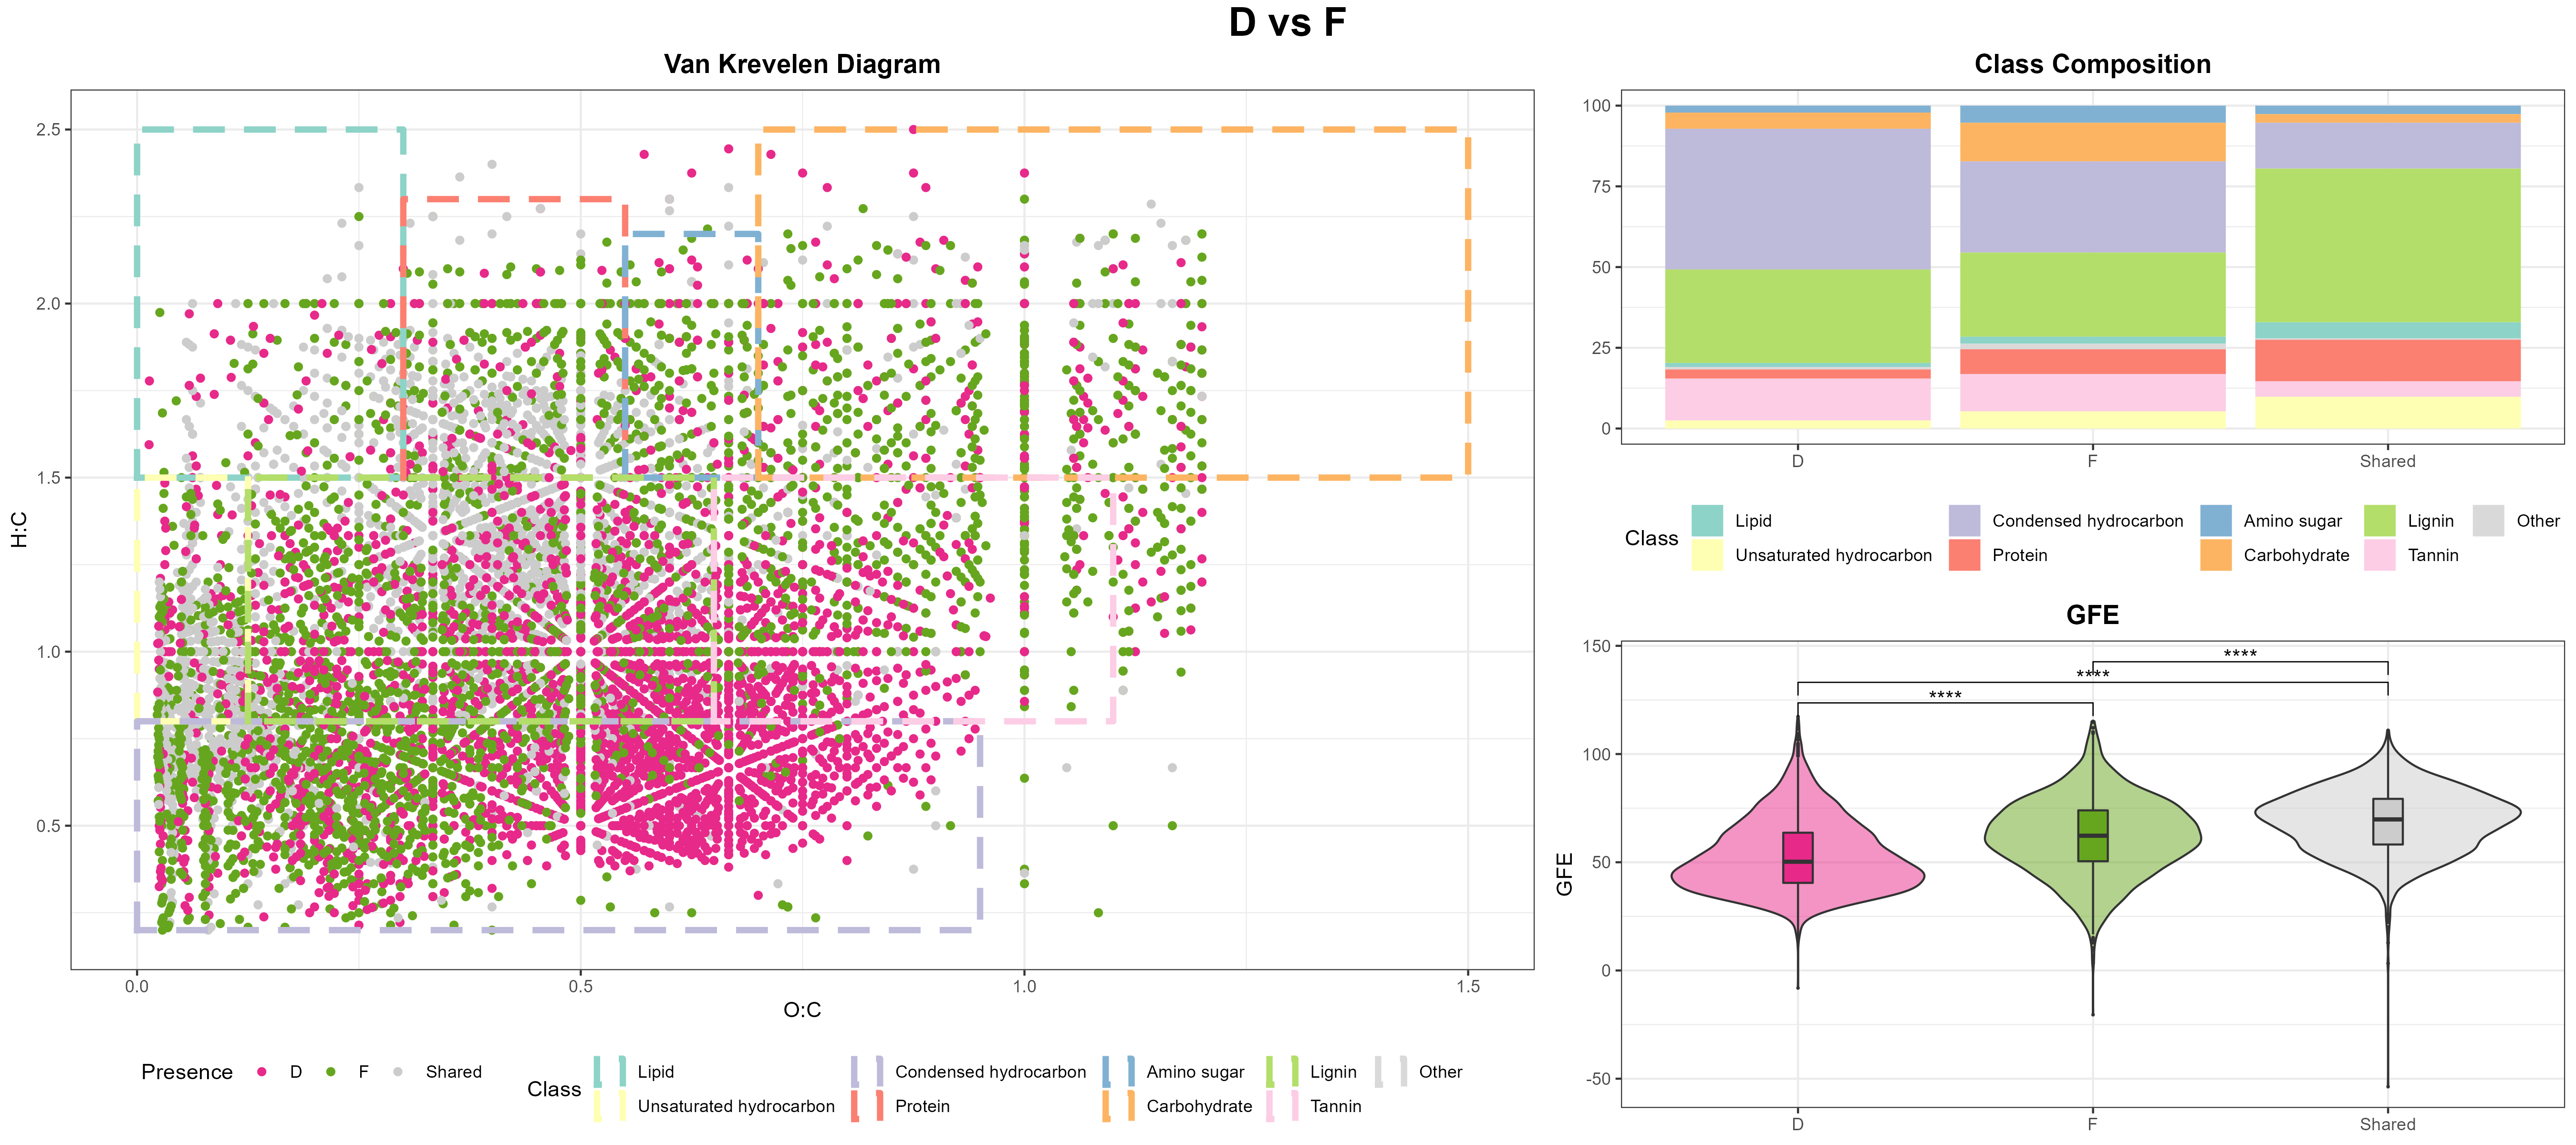 D vs F
Van Krevelen Diagram
2.5
2.0
1.5
1.0
0.5
H:C
0.0 0.5 1.0 1.5
O:C
Presence D F Shared
Class
Lipid Condensed hydrocarbon Amino sugar Lignin Other
Unsaturated hydrocarbon Protein Carbohydrate Tannin
Class Composition
100
75
50
25
0
D F Shared
Class
Lipid Condensed hydrocarbon Amino sugar Lignin Other
Unsaturated hydrocarbon Protein Carbohydrate Tannin
GFE
150
100
50
0
-50
GFE
****
****
****
D F Shared